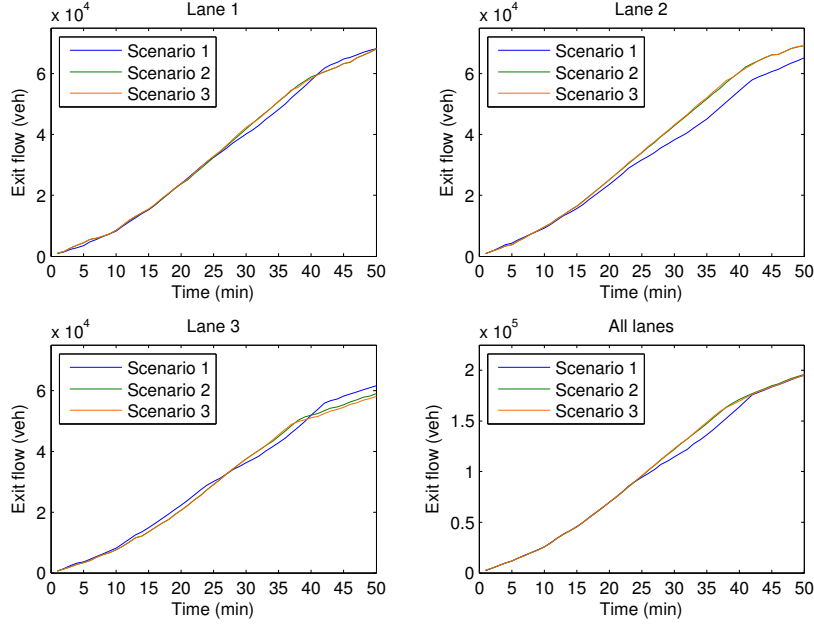 Lane 1
x 10^4
Exit flow (veh)
6
4
2
0
Scenario 1
Scenario 2
Scenario 3
0 5 10 15 20 25 30 35 40 45 50
Time (min)
Lane 2
x 10^4
Exit flow (veh)
6
4
2
0
Scenario 1
Scenario 2
Scenario 3
0 5 10 15 20 25 30 35 40 45 50
Time (min)
Lane 3
x 10^4
Exit flow (veh)
6
4
2
0
Scenario 1
Scenario 2
Scenario 3
0 5 10 15 20 25 30 35 40 45 50
Time (min)
All lanes
x 10^5
Exit flow (veh)
2
1.5
1
0.5
0
Scenario 1
Scenario 2
Scenario 3
0 5 10 15 20 25 30 35 40 45 50
Time (min)